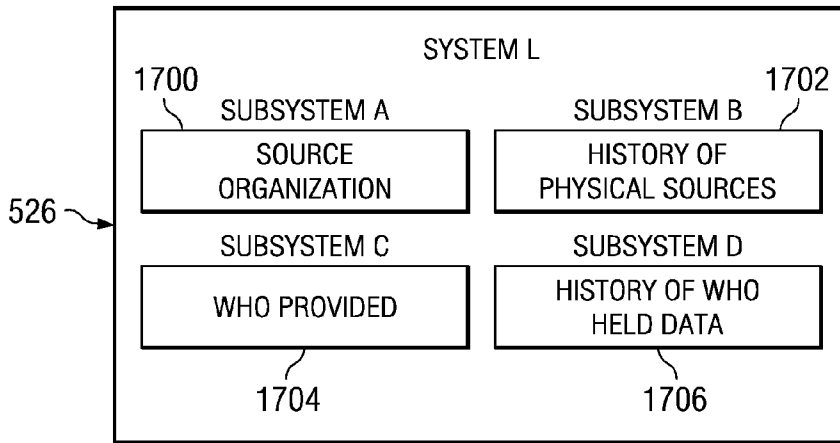 SYSTEM L
1700
1702
SUBSYSTEM A
SUBSYSTEM B
SOURCE
ORGANIZATION
HISTORY OF
PHYSICAL SOURCES
526
SUBSYSTEM C
SUBSYSTEM D
WHO PROVIDED
HISTORY OF WHO
HELD DATA
1704
1706